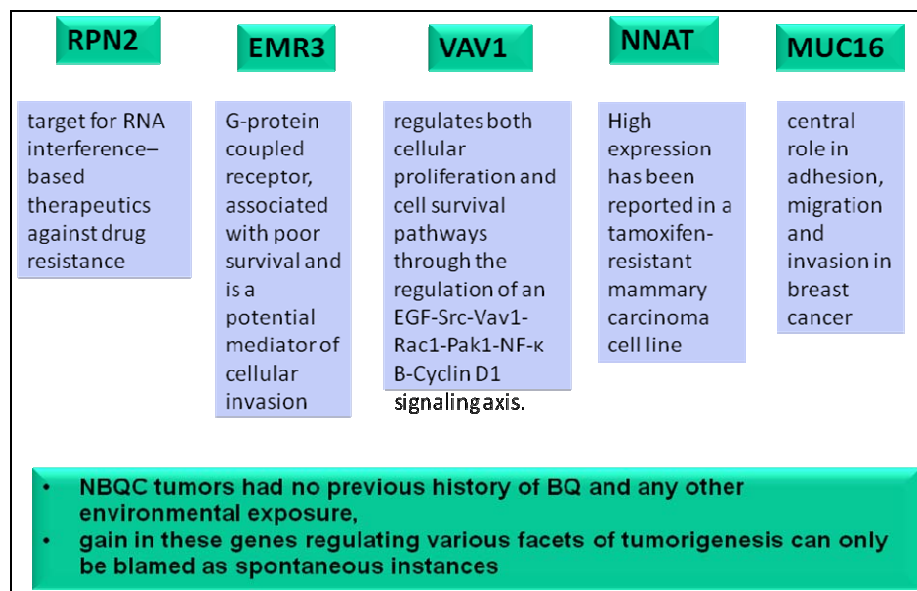 RPN2
EMR3
VAV1
NNAT
MUC16
target for RNA
interference–
based
therapeutics
against drug
resistance
G-protein
coupled
receptor,
associated
with poor
survival and
is a
potential
mediator of
cellular
invasion
regulates both
cellular
proliferation and
cell survival
pathways
through the
regulation of an
EGF-Src-Vav1-
Rac1-Pak1-NF-κ
B-Cyclin D1
signaling axis.
High
expression
has been
reported in a
tamoxifen-
resistant
mammary
carcinoma
cell line
central
role in
adhesion,
migration
and
invasion in
breast
cancer
• NBQC tumors had no previous history of BQ and any other
environmental exposure,
• gain in these genes regulating various facets of tumorigenesis can only
be blamed as spontaneous instances